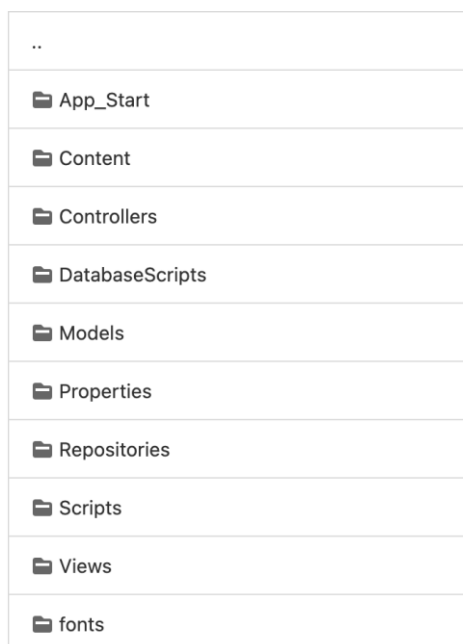 ..
App_Start
Content
Controllers
DatabaseScripts
Models
Properties
Repositories
Scripts
Views
fonts